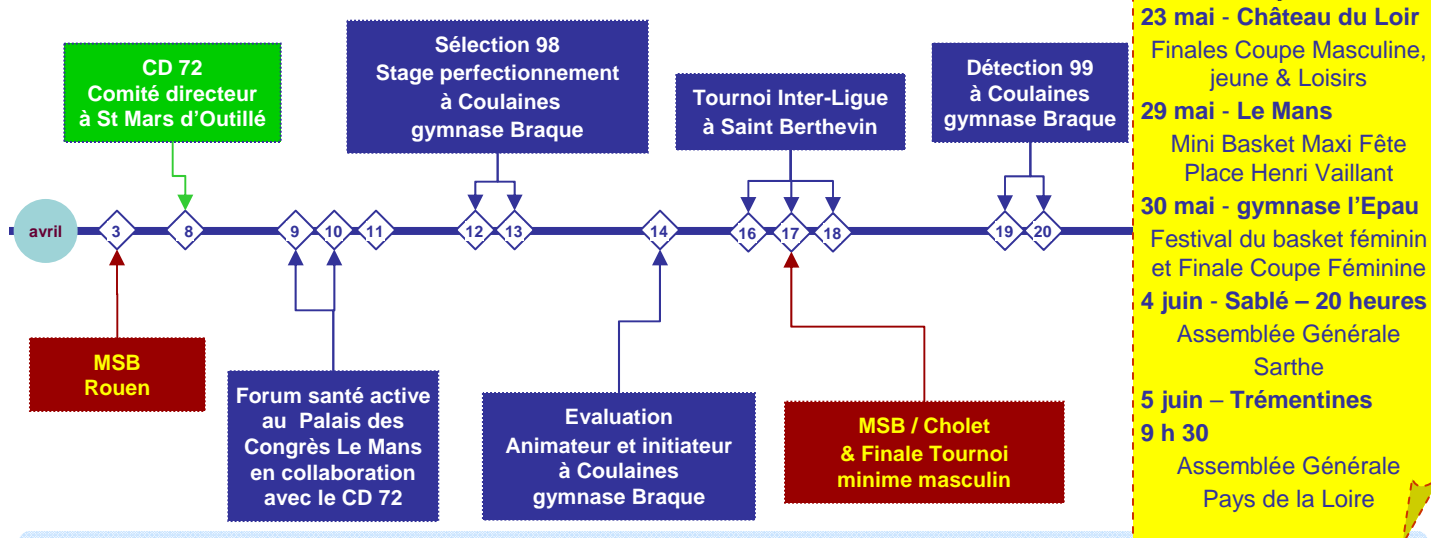 CD 72
Comité directeur
à St Mars d'Outillé
Sélection 98
Stage perfectionnement
à Coulaines
gymnase Braque
Tournoi Inter-Ligue
à Saint Berthevin
Détection 99
à Coulaines
gymnase Braque
avril
3
8
9
10
11
12
13
14
16
17
18
19
20
MSB
Rouen
Forum santé active
au Palais des
Congrès Le Mans
en collaboration
avec le CD 72
Evaluation
Animateur et initiateur
à Coulaines
gymnase Braque
MSB / Cholet
& Finale Tournoi
minime masculin
23 mai - Château du Loir
Finales Coupe Masculine,
jeune & Loisirs
29 mai - Le Mans
Mini Basket Maxi Fête
Place Henri Vaillant
30 mai - gymnase l'Epau
Festival du basket féminin
et Finale Coupe Féminine
4 juin - Sablé – 20 heures
Assemblée Générale
Sarthe
5 juin – Trémentines
9 h 30
Assemblée Générale
Pays de la Loire